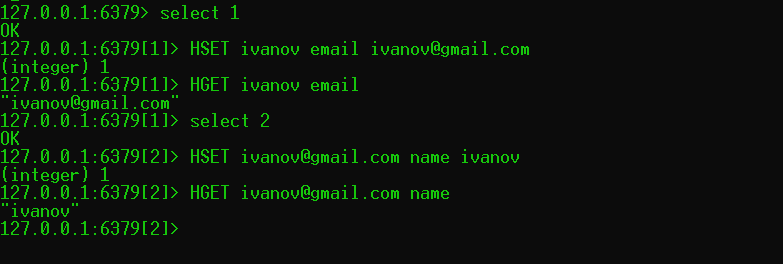 127.0.0.1:6379> select 1
OK
127.0.0.1:6379[1]> HSET ivanov email ivanov@gmail.com
(integer) 1
127.0.0.1:6379[1]> HGET ivanov email
"ivanov@gmail.com"
127.0.0.1:6379[1]> select 2
OK
127.0.0.1:6379[2]> HSET ivanov@gmail.com name ivanov
(integer) 1
127.0.0.1:6379[2]> HGET ivanov@gmail.com name
"ivanov"
127.0.0.1:6379[2]>